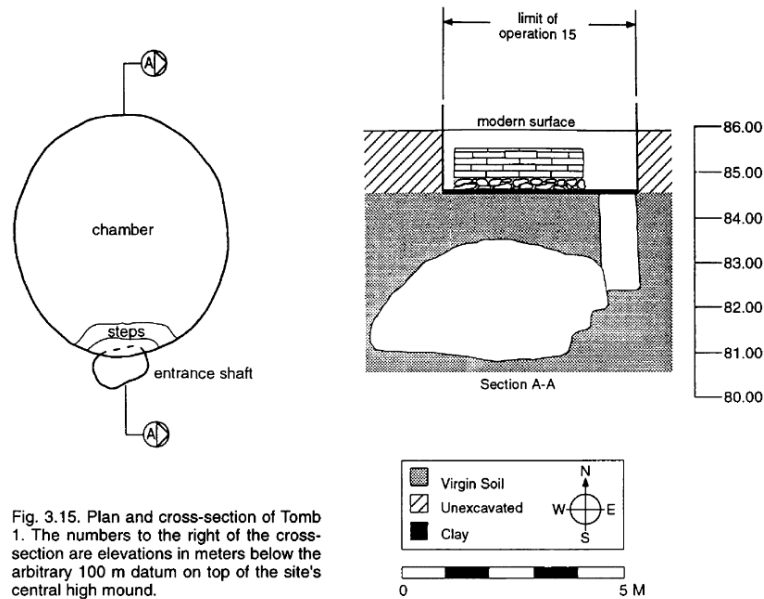 A
chamber
steps
entrance shaft
A
limit of
operation 15
modern surface
86.00
85.00
84.00
83.00
82.00
81.00
80.00
Section A-A
Virgin Soil
Unexcavated
Clay
N
W
E
S
0
5 M
Fig. 3.15. Plan and cross-section of Tomb
1. The numbers to the right of the cross-
section are elevations in meters below the
arbitrary 100 m datum on top of the site's
central high mound.